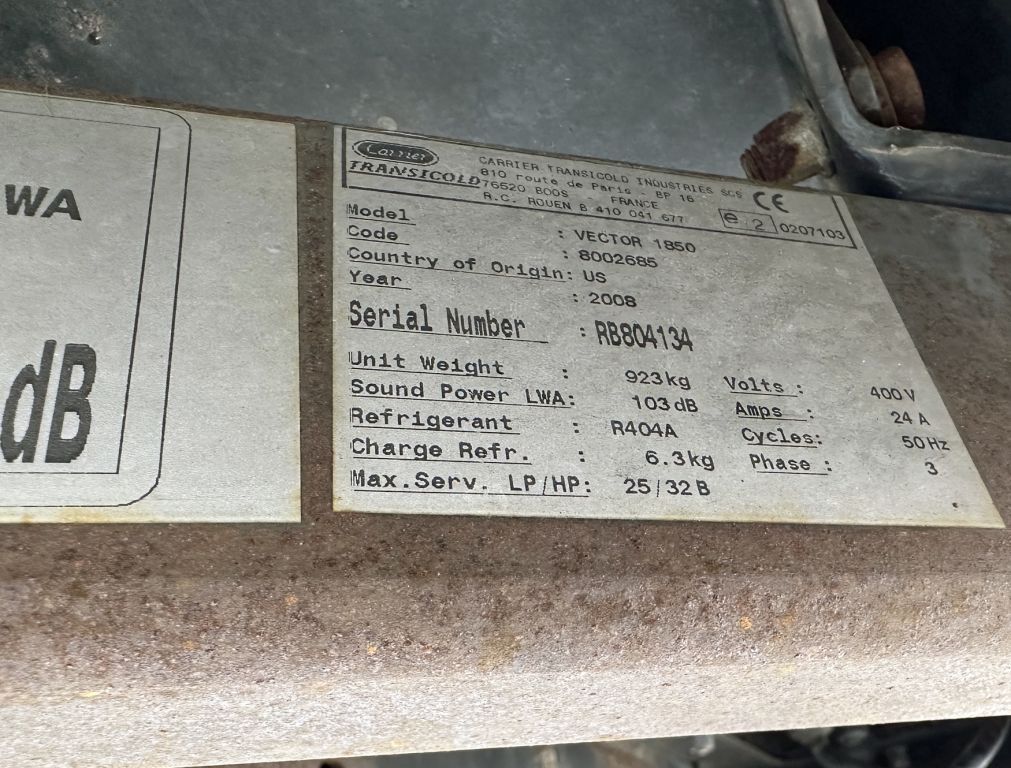 WA
dB
Carrier
TRANSICOLD
CARRIER TRANSICOLD INDUSTRIES SCS
810 route de Paris - BP 16
76520 BOOS - FRANCE
R.C. ROUEN B 410 041 677
CE
e 2 0207103
Model : VECTOR 1850
Code : 8002685
Country of Origin: US
Year : 2008
Serial Number : RB804134
Unit Weight : 923kg Volts : 400V
Sound Power LWA: 103dB Amps : 24A
Refrigerant : R404A Cycles: 50Hz
Charge Refr. : 6.3kg Phase : 3
Max.Serv. LP/HP: 25/32B